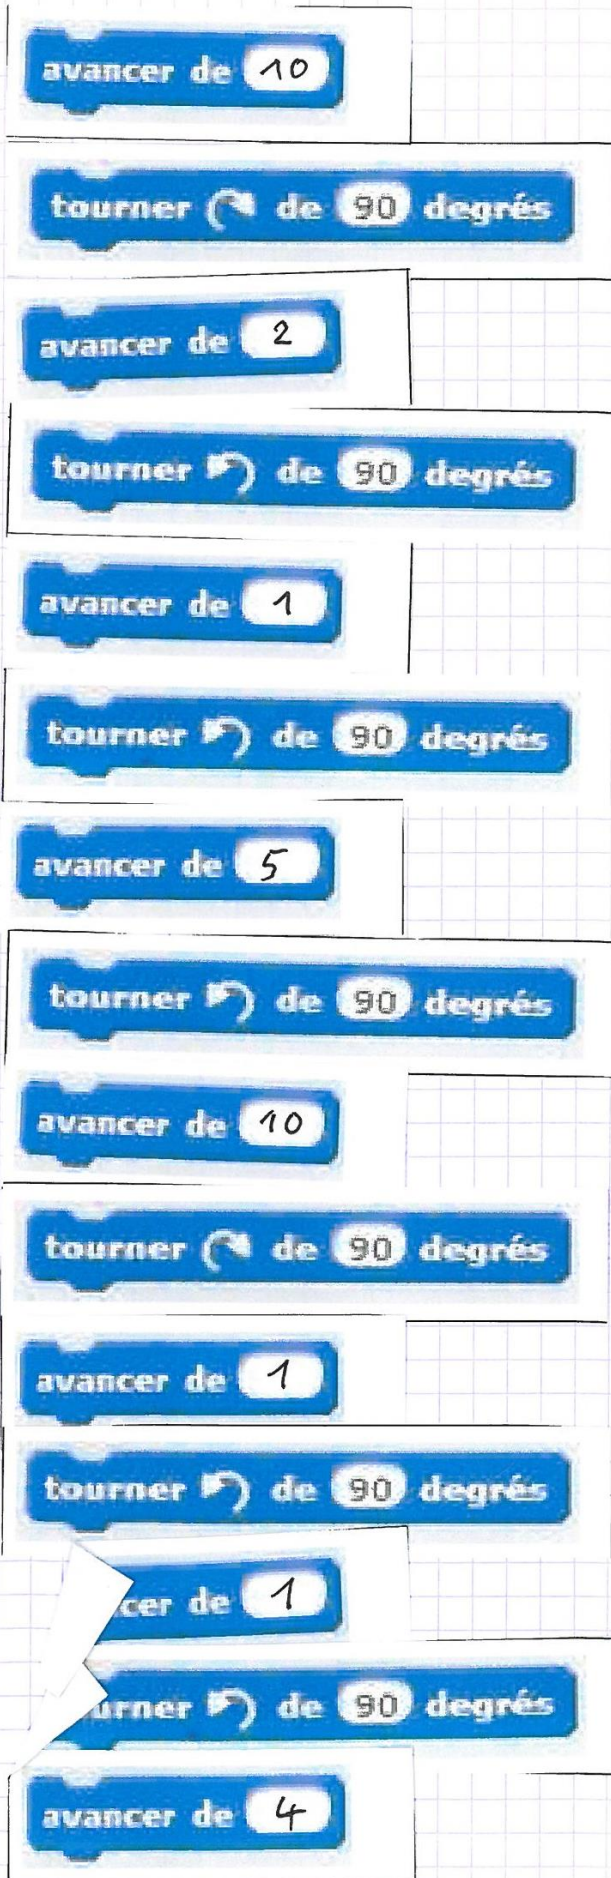 avancer de 10
tourner de 90 degrés
avancer de 2
tourner de 90 degrés
avancer de 1
tourner de 90 degrés
avancer de 5
tourner de 90 degrés
avancer de 10
tourner de 90 degrés
avancer de 1
tourner de 90 degrés
cer de 1
urner de 90 degrés
avancer de 4